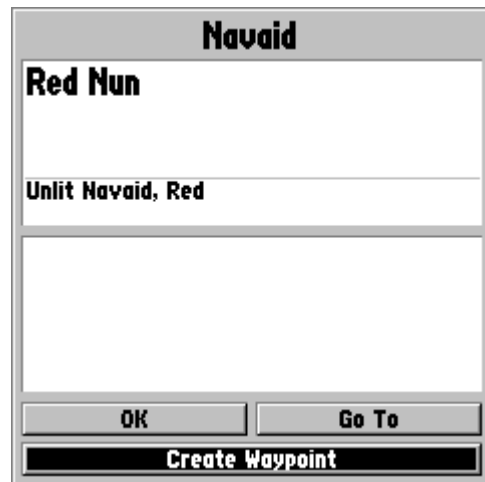 Navaid
Red Nun
Unlit Navaid, Red
OK
Go To
Create Waypoint